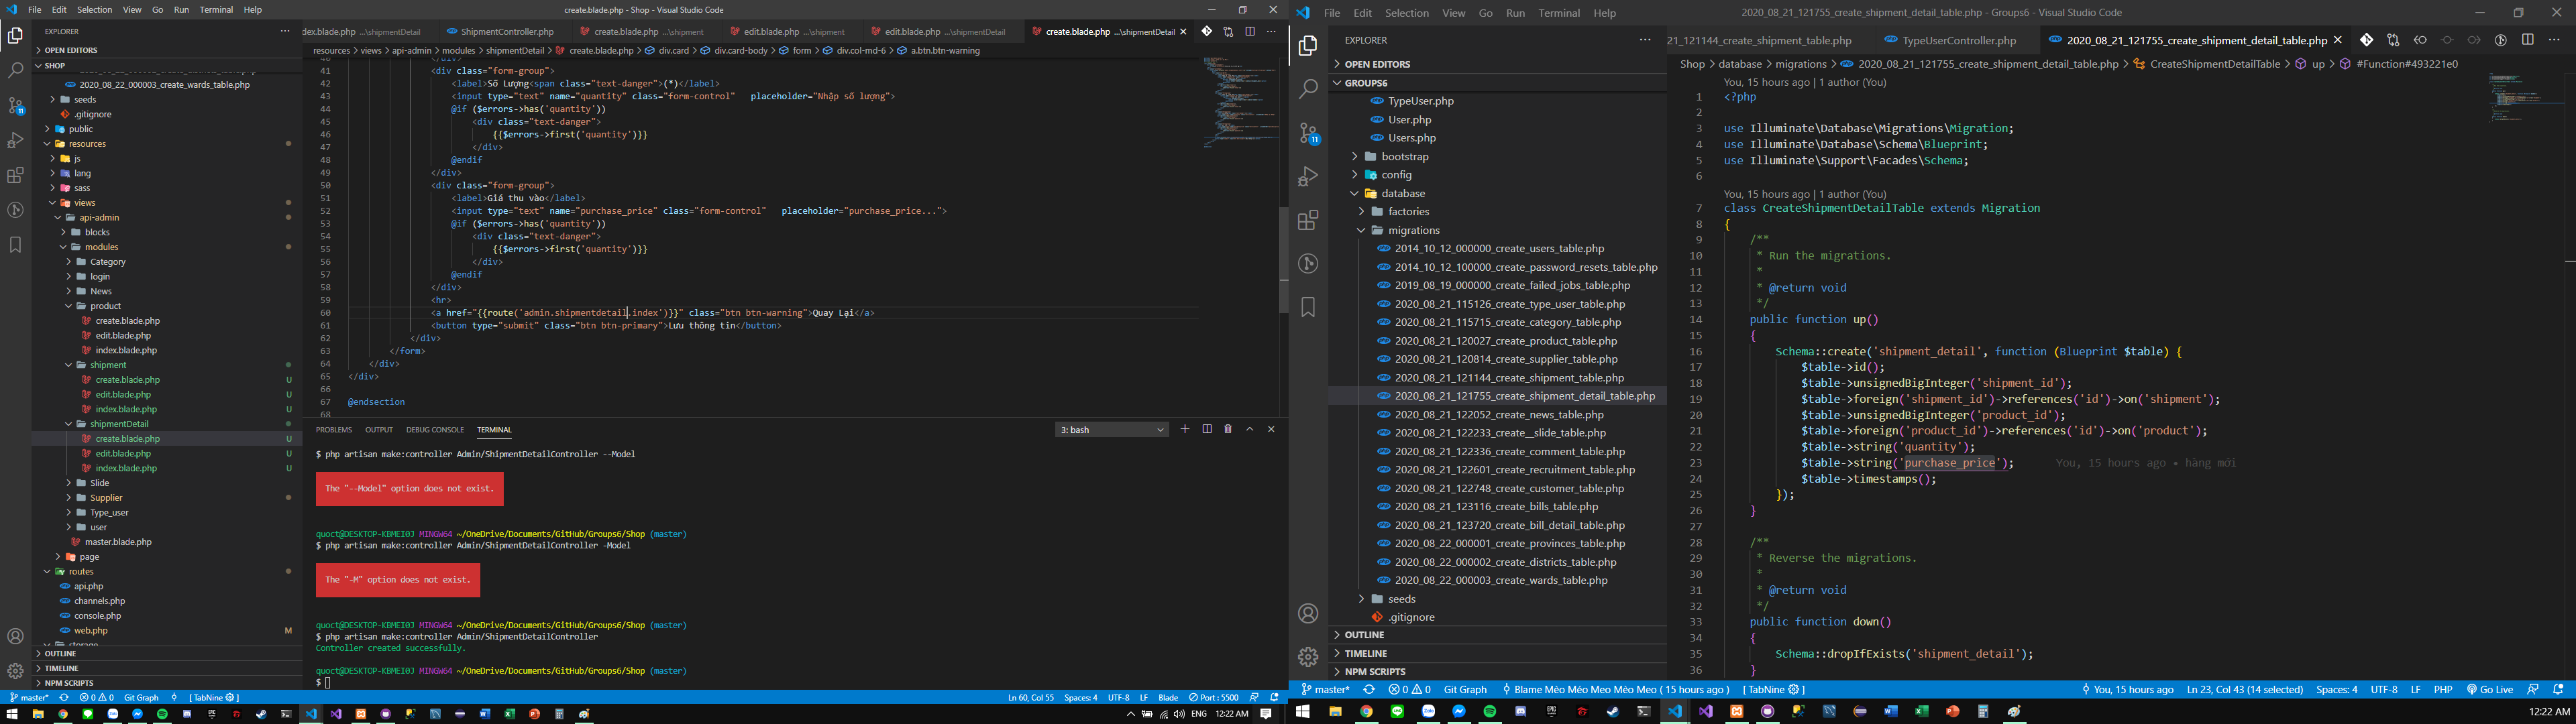 File Edit Selection View Go Run Terminal Help
create.blade.php - Shop - Visual Studio Code
EXPLORER
OPEN EDITORS
SHOP
2020_08_22_000003_create_wards_table.php
seeds
.gitignore
public
resources
js
lang
sass
views
api-admin
blocks
modules
Category
login
News
product
create.blade.php
edit.blade.php
index.blade.php
shipment
create.blade.php U
edit.blade.php U
index.blade.php U
shipmentDetail
create.blade.php U
edit.blade.php U
index.blade.php U
Slide
Supplier
Type_user
user
master.blade.php
page
routes
api.php
channels.php
console.php
web.php M
storage
OUTLINE
TIMELINE
NPM SCRIPTS
dex.blade.php ...\shipmentDetail ShipmentController.php create.blade.php ...\shipment edit.blade.php ...\shipment edit.blade.php ...\shipmentDetail create.blade.php ...\shipmentDetail
resources > views > api-admin > modules > shipmentDetail > create.blade.php > div.card > div.card-body > form > div.col-md-6 > a.btn.btn-warning
40 </div>
41 <div class="form-group">
42 <label>Số Lượng<span class="text-danger">(*)</label>
43 <input type="text" name="quantity" class="form-control" placeholder="Nhập số lượng">
44 @if ($errors->has('quantity'))
45 <div class="text-danger">
46 {{$errors->first('quantity')}}
47 </div>
48 @endif
49 </div>
50 <div class="form-group">
51 <label>Giá thu vào</label>
52 <input type="text" name="purchase_price" class="form-control" placeholder="purchase_price...">
53 @if ($errors->has('quantity'))
54 <div class="text-danger">
55 {{$errors->first('quantity')}}
56 </div>
57 @endif
58 </div>
59 <hr>
60 <a href="{{route('admin.shipmentdetail.index')}}" class="btn btn-warning">Quay Lại</a>
61 <button type="submit" class="btn btn-primary">Lưu thông tin</button>
62 </div>
63 </form>
64 </div>
65 </div>
66
67 @endsection
68
PROBLEMS OUTPUT DEBUG CONSOLE TERMINAL 3: bash
$ php artisan make:controller Admin/ShipmentDetailController --Model
The "--Model" option does not exist.
quoct@DESKTOP-KBMEI0J MINGW64 ~/OneDrive/Documents/GitHub/Groups6/Shop (master)
$ php artisan make:controller Admin/ShipmentDetailController -Model
The "-M" option does not exist.
quoct@DESKTOP-KBMEI0J MINGW64 ~/OneDrive/Documents/GitHub/Groups6/Shop (master)
$ php artisan make:controller Admin/ShipmentDetailController
Controller created successfully.
quoct@DESKTOP-KBMEI0J MINGW64 ~/OneDrive/Documents/GitHub/Groups6/Shop (master)
$
master* 0 0 Git Graph [ TabNine ] Ln 60, Col 55 Spaces: 4 UTF-8 LF Blade Port : 5500
ENG 12:22 AM
File Edit Selection View Go Run Terminal Help
2020_08_21_121755_create_shipment_detail_table.php - Groups6 - Visual Studio Code
EXPLORER
OPEN EDITORS
GROUPS6
TypeUser.php
User.php
Users.php
bootstrap
config
database
factories
migrations
2014_10_12_000000_create_users_table.php
2014_10_12_100000_create_password_resets_table.php
2019_08_19_000000_create_failed_jobs_table.php
2020_08_21_115126_create_type_user_table.php
2020_08_21_115715_create_category_table.php
2020_08_21_120027_create_product_table.php
2020_08_21_120814_create_supplier_table.php
2020_08_21_121144_create_shipment_table.php
2020_08_21_121755_create_shipment_detail_table.php
2020_08_21_122052_create_news_table.php
2020_08_21_122233_create__slide_table.php
2020_08_21_122336_create_comment_table.php
2020_08_21_122601_create_recruitment_table.php
2020_08_21_122748_create_customer_table.php
2020_08_21_123116_create_bills_table.php
2020_08_21_123720_create_bill_detail_table.php
2020_08_22_000001_create_provinces_table.php
2020_08_22_000002_create_districts_table.php
2020_08_22_000003_create_wards_table.php
seeds
.gitignore
OUTLINE
TIMELINE
NPM SCRIPTS
21_121144_create_shipment_table.php TypeUserController.php 2020_08_21_121755_create_shipment_detail_table.php
Shop > database > migrations > 2020_08_21_121755_create_shipment_detail_table.php > CreateShipmentDetailTable > up > #Function#493221e0
You, 15 hours ago | 1 author (You)
1 <?php
2
3 use Illuminate\Database\Migrations\Migration;
4 use Illuminate\Database\Schema\Blueprint;
5 use Illuminate\Support\Facades\Schema;
6
You, 15 hours ago | 1 author (You)
7 class CreateShipmentDetailTable extends Migration
8 {
9 /**
10 * Run the migrations.
11 *
12 * @return void
13 */
14 public function up()
15 {
16 Schema::create('shipment_detail', function (Blueprint $table) {
17 $table->id();
18 $table->unsignedBigInteger('shipment_id');
19 $table->foreign('shipment_id')->references('id')->on('shipment');
20 $table->unsignedBigInteger('product_id');
21 $table->foreign('product_id')->references('id')->on('product');
22 $table->string('quantity');
23 $table->string('purchase_price'); You, 15 hours ago • hàng mới
24 $table->timestamps();
25 });
26 }
27
28 /**
29 * Reverse the migrations.
30 *
31 * @return void
32 */
33 public function down()
34 {
35 Schema::dropIfExists('shipment_detail');
36 }
master* 0 0 Git Graph Blame Mèo Méo Meo Mèo Meo ( 15 hours ago ) [ TabNine ] You, 15 hours ago Ln 23, Col 43 (14 selected) Spaces: 4 UTF-8 LF PHP Go Live
12:22 AM